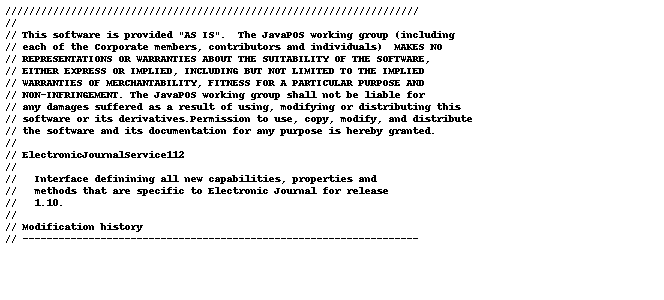 /////////////////////////////////////////////////////////////////////
//
// This software is provided "AS IS".  The JavaPOS working group (including
// each of the Corporate members, contributors and individuals)  MAKES NO
// REPRESENTATIONS OR WARRANTIES ABOUT THE SUITABILITY OF THE SOFTWARE,
// EITHER EXPRESS OR IMPLIED, INCLUDING BUT NOT LIMITED TO THE IMPLIED
// WARRANTIES OF MERCHANTABILITY, FITNESS FOR A PARTICULAR PURPOSE AND
// NON-INFRINGEMENT. The JavaPOS working group shall not be liable for
// any damages suffered as a result of using, modifying or distributing this
// software or its derivatives.Permission to use, copy, modify, and distribute
// the software and its documentation for any purpose is hereby granted.
//
// ElectronicJournalService112
//
//   Interface definining all new capabilities, properties and
//   methods that are specific to Electronic Journal for release
//   1.10.
//
// Modification history
// ------------------------------------------------------------------